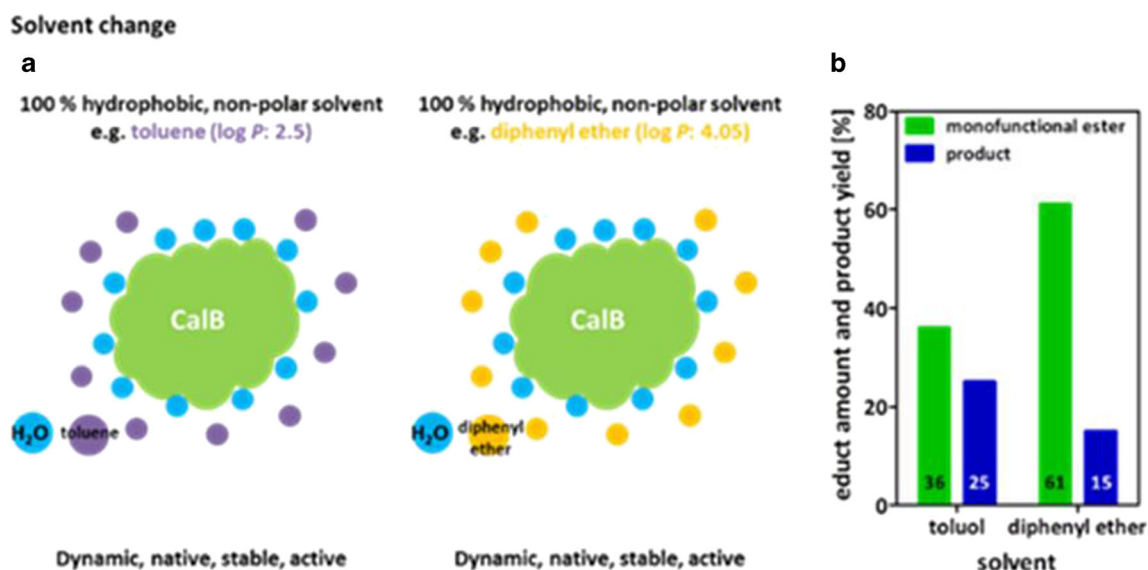 Solvent change
a
100 % hydrophobic, non-polar solvent
e.g. toluene (log P: 2.5)
CalB
H₂O toluene
Dynamic, native, stable, active
100 % hydrophobic, non-polar solvent
e.g. diphenyl ether (log P: 4.05)
CalB
H₂O diphenyl
ether
Dynamic, native, stable, active
b
educt amount and product yield [%]
80
60
40
20
0
monofunctional ester
product
36
25
61
15
toluol diphenyl ether
solvent